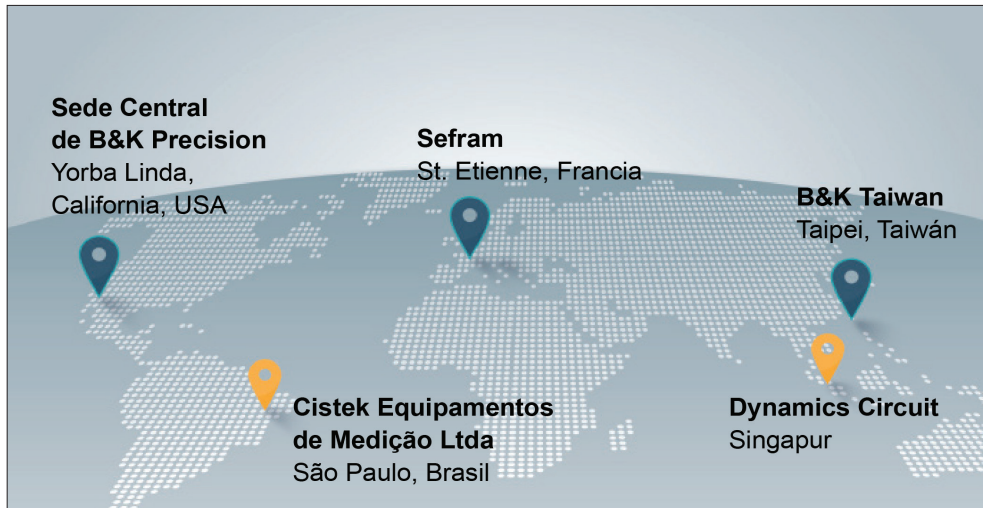 Sede Central
de B&K Precision
Yorba Linda,
California, USA
Sefram
St. Etienne, Francia
B&K Taiwan
Taipei, Taiwán
Cistek Equipamentos
de Medição Ltda
São Paulo, Brasil
Dynamics Circuit
Singapur